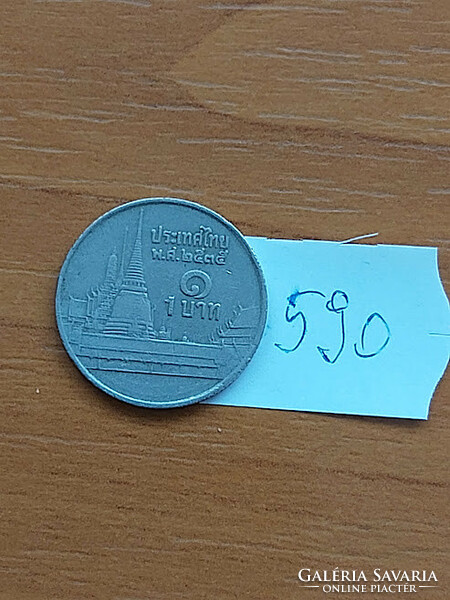 ประเทศไทย
พ.ศ.๒๕๓๕
๑
1 บาท
590
GALÉRIA SAVARIA
ONLINE PIACTÉR